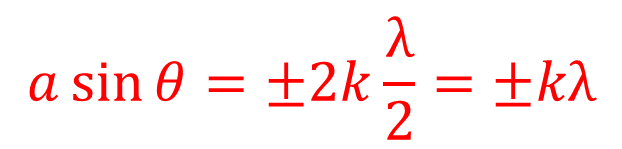 a sin θ = ±2k λ/2 = ±kλ